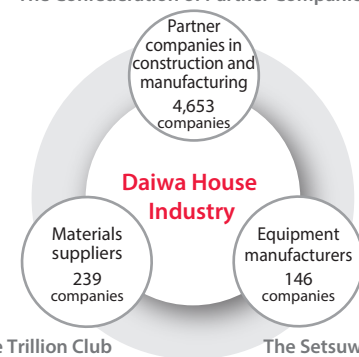 Partner
companies in
construction and
manufacturing
4,653
companies
Daiwa House
Industry
Materials
suppliers
239
companies
Equipment
manufacturers
146
companies
Trillion Club
The